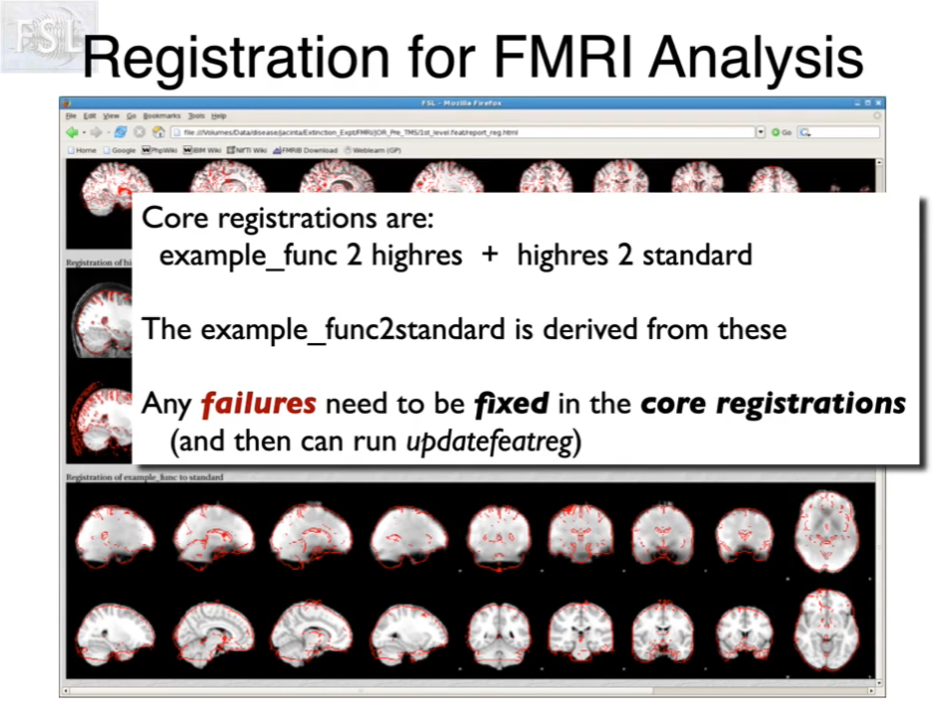 FSL
Registration for FMRI Analysis
FSL - Mozilla Firefox
File Edit View Go Bookmarks Tools Help
file:///Volumes/Data/disease/jacinta/Extinction_Expt/FMRI/JOR_Pre_TMS/1st_level.feat/report_reg.html Go
Home Google PhpWiki IBIM Wiki NIFTI Wiki FMRIB Download Weblearn (GP)
Core registrations are:
example_func 2 highres + highres 2 standard
Registration of hi
The example_func2standard is derived from these
Any failures need to be fixed in the core registrations
(and then can run updatefeatreg)
Registration of example_func to standard